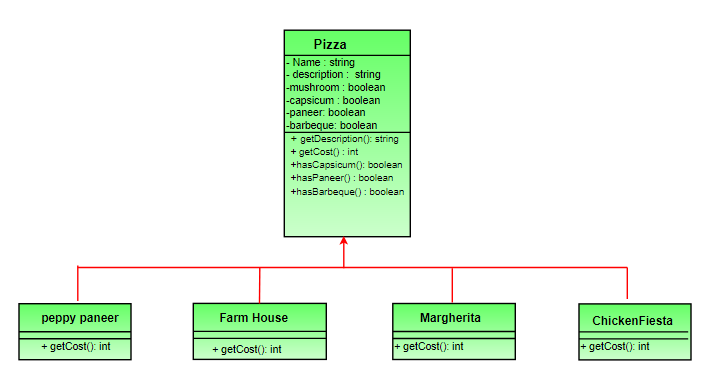 Pizza
- Name : string
- description : string
-mushroom : boolean
-capsicum : boolean
-paneer: boolean
-barbeque: boolean
+ getDescription(): string
+ getCost() : int
+hasCapsicum(): boolean
+hasPaneer() : boolean
+hasBarbeque() : boolean
peppy paneer
+ getCost(): int
Farm House
+ getCost(): int
Margherita
+ getCost(): int
ChickenFiesta
+ getCost(): int